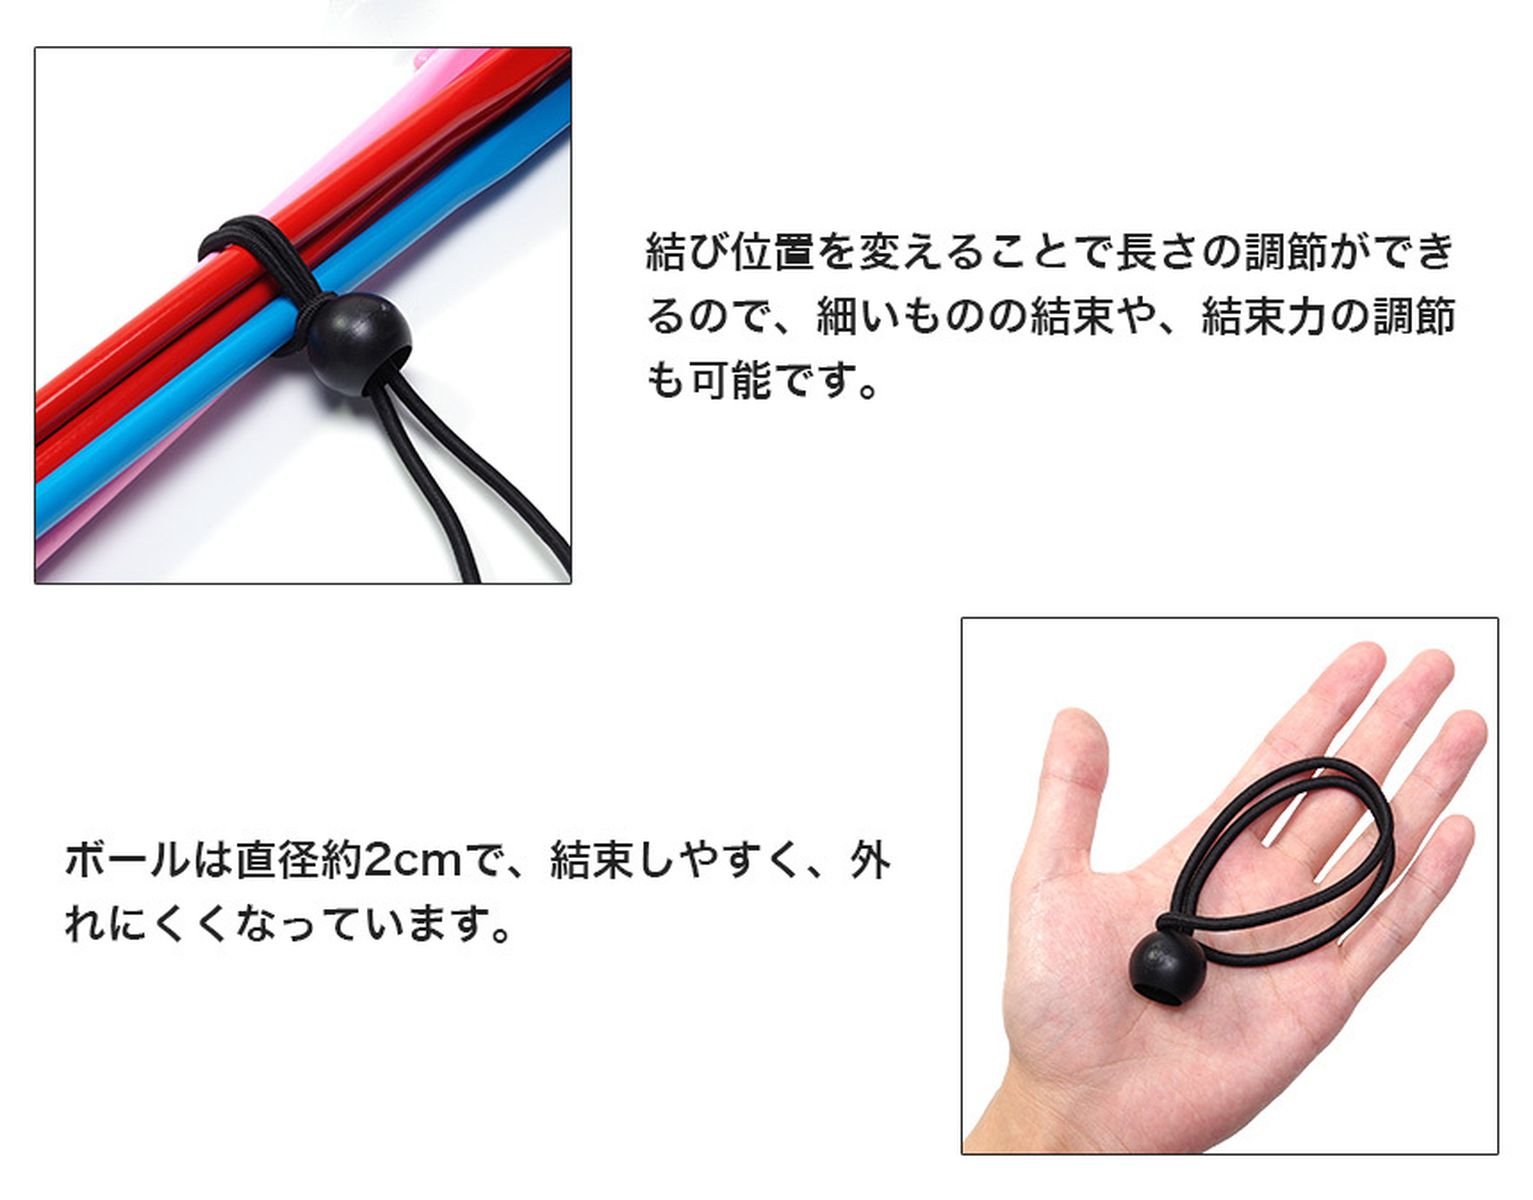 結び位置を変えることで長さの調節ができ
るので、細いものの結束や、結束力の調節
も可能です。
ボールは直径約2cmで、結束しやすく、外
れにくくなっています。